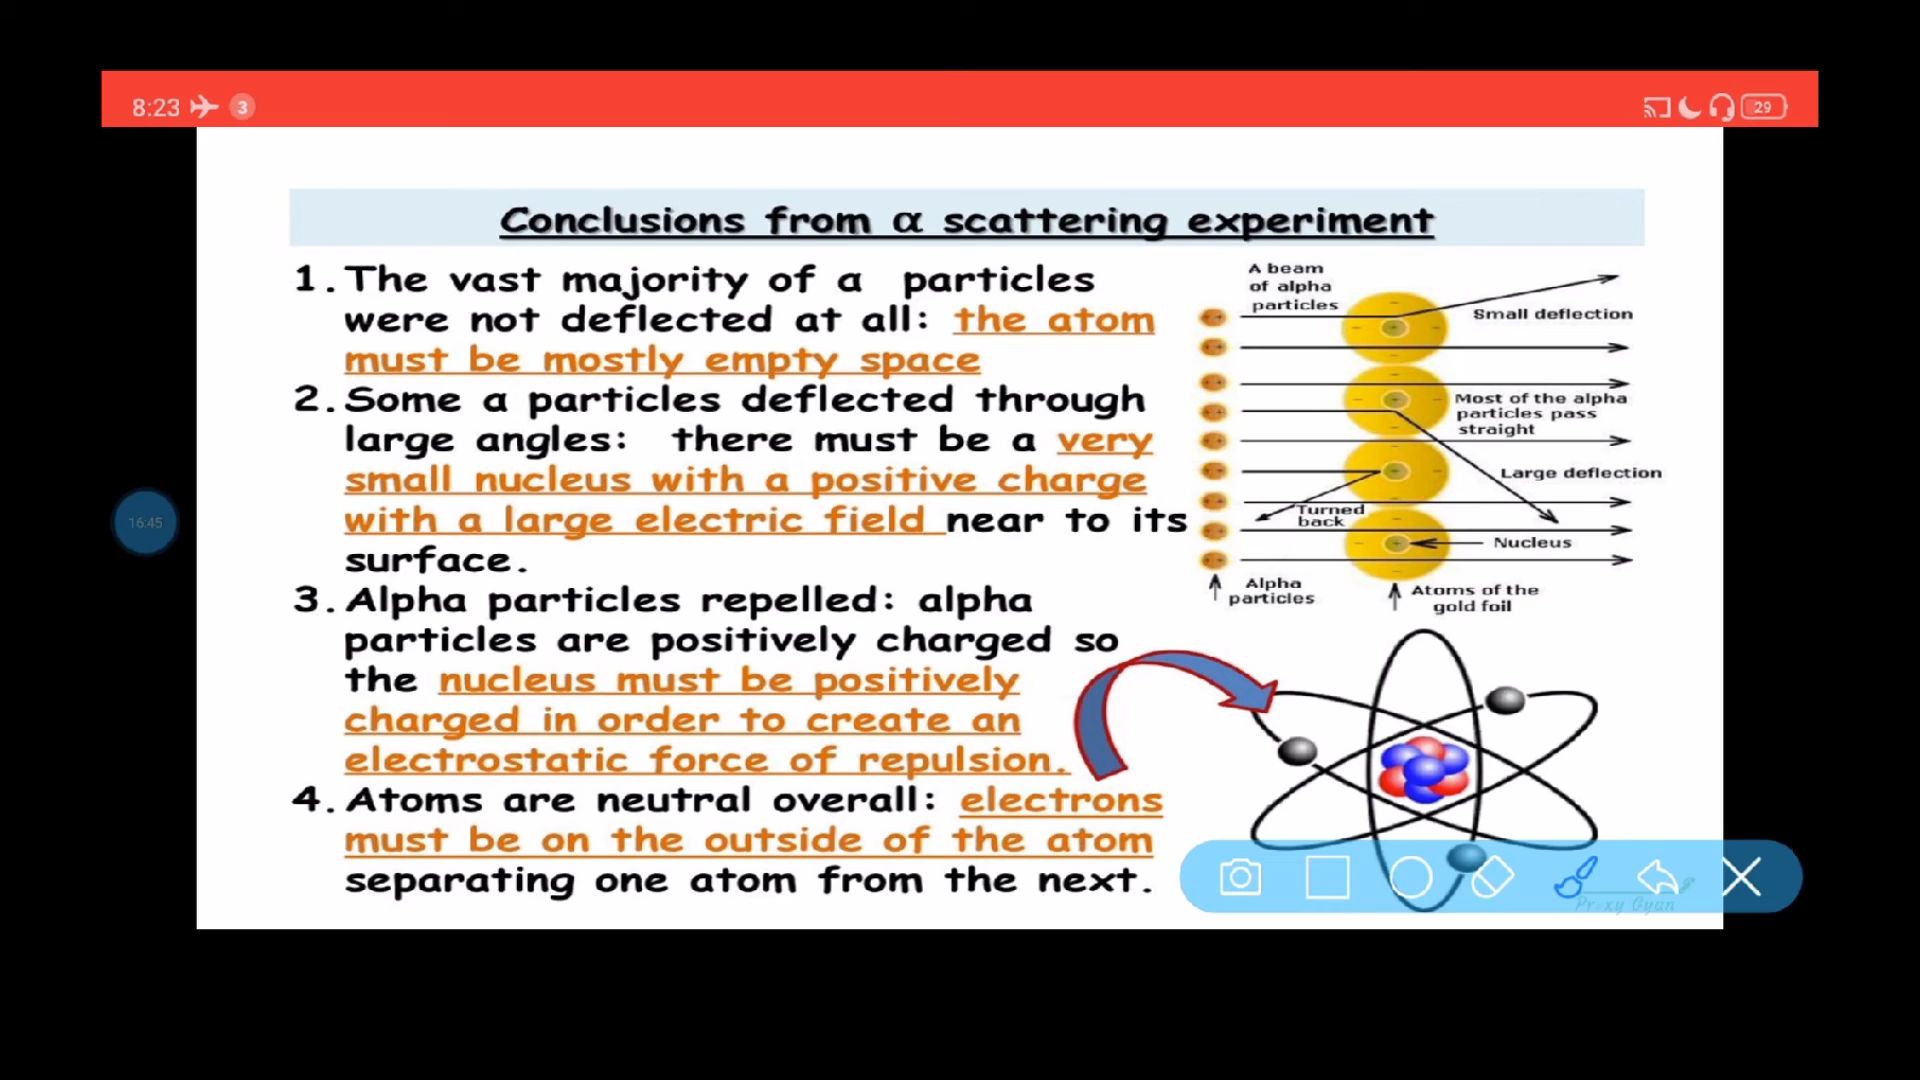 8:23 3 29
Conclusions from α scattering experiment
1. The vast majority of α particles
were not deflected at all: the atom
must be mostly empty space
2. Some α particles deflected through
large angles: there must be a very
small nucleus with a positive charge
with a large electric field near to its
surface.
3. Alpha particles repelled: alpha
particles are positively charged so
the nucleus must be positively
charged in order to create an
electrostatic force of repulsion.
4. Atoms are neutral overall: electrons
must be on the outside of the atom
separating one atom from the next.
A beam
of alpha
particles
Small deflection
Most of the alpha
particles pass
straight
Large deflection
Turned
back
Nucleus
Alpha
particles
Atoms of the
gold foil
16:45
Proxy Gyan